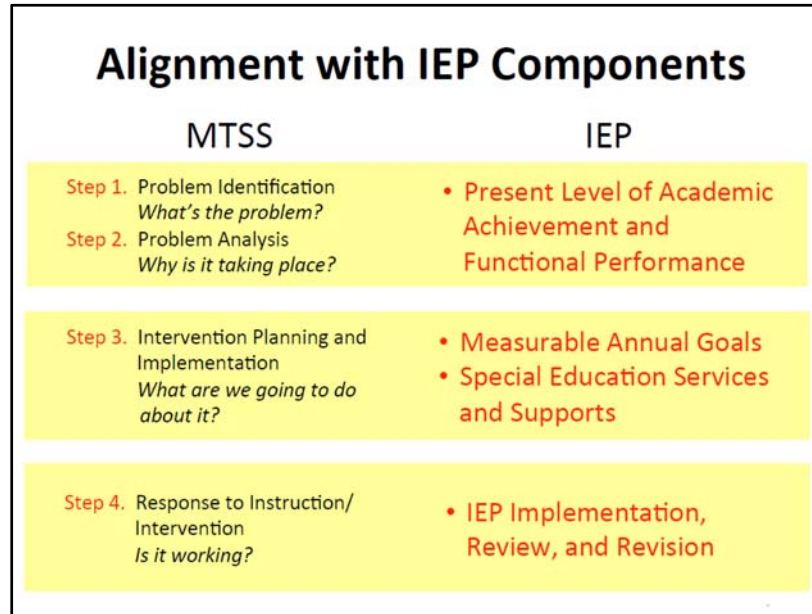 Alignment with IEP Components
MTSS
IEP
Step 1. Problem Identification
What's the problem?
Step 2. Problem Analysis
Why is it taking place?
• Present Level of Academic
Achievement and
Functional Performance
Step 3. Intervention Planning and
Implementation
What are we going to do
about it?
• Measurable Annual Goals
• Special Education Services
and Supports
Step 4. Response to Instruction/
Intervention
Is it working?
• IEP Implementation,
Review, and Revision